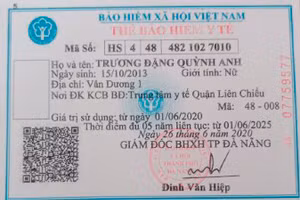 BẢO HIỂM XÃ HỘI VIỆT NAM
THẺ BẢO HIỂM Y TẾ
Mã Số: HS 4 48 482 102 7010
Họ và tên: TRƯƠNG ĐẶNG QUỲNH ANH
Ngày sinh: 15/10/2013 Giới tính: Nữ
Địa chỉ: Vân Dương 1
Nơi ĐK KCB BĐ: Trung tâm y tế Quận Liên Chiểu
Mã: 48 - 008
Giá trị sử dụng: từ ngày 01/06/2020
Thời điểm đủ 05 năm liên tục: từ 01/06/2025
Ngày 26 tháng 6 năm 2020
GIÁM ĐỐC BHXH TP ĐÀ NẴNG
Đinh Văn Hiệp